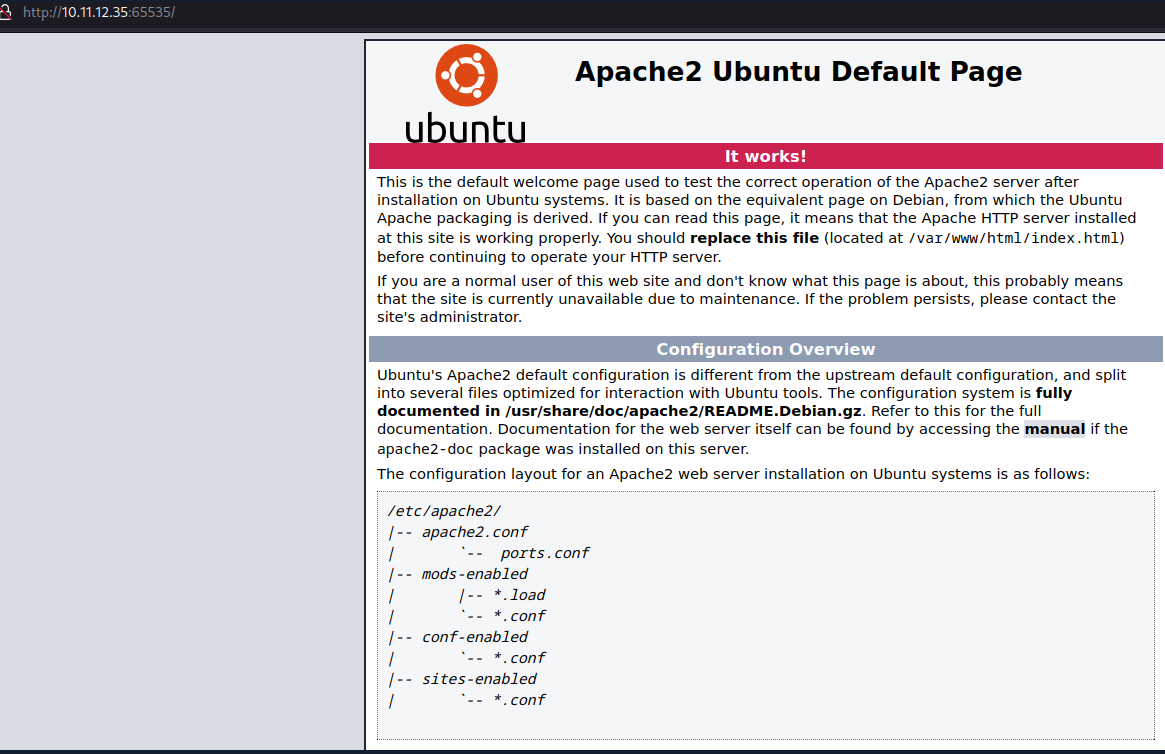 http://10.11.12.35:65535/
Apache2 Ubuntu Default Page
ubuntu
It works!
This is the default welcome page used to test the correct operation of the Apache2 server after
installation on Ubuntu systems. It is based on the equivalent page on Debian, from which the Ubuntu
Apache packaging is derived. If you can read this page, it means that the Apache HTTP server installed
at this site is working properly. You should replace this file (located at /var/www/html/index.html)
before continuing to operate your HTTP server.
If you are a normal user of this web site and don't know what this page is about, this probably means
that the site is currently unavailable due to maintenance. If the problem persists, please contact the
site's administrator.
Configuration Overview
Ubuntu's Apache2 default configuration is different from the upstream default configuration, and split
into several files optimized for interaction with Ubuntu tools. The configuration system is fully
documented in /usr/share/doc/apache2/README.Debian.gz. Refer to this for the full
documentation. Documentation for the web server itself can be found by accessing the manual if the
apache2-doc package was installed on this server.
The configuration layout for an Apache2 web server installation on Ubuntu systems is as follows:
/etc/apache2/
|-- apache2.conf
|       `--  ports.conf
|-- mods-enabled
|       |-- *.load
|       `-- *.conf
|-- conf-enabled
|       `-- *.conf
|-- sites-enabled
|       `-- *.conf